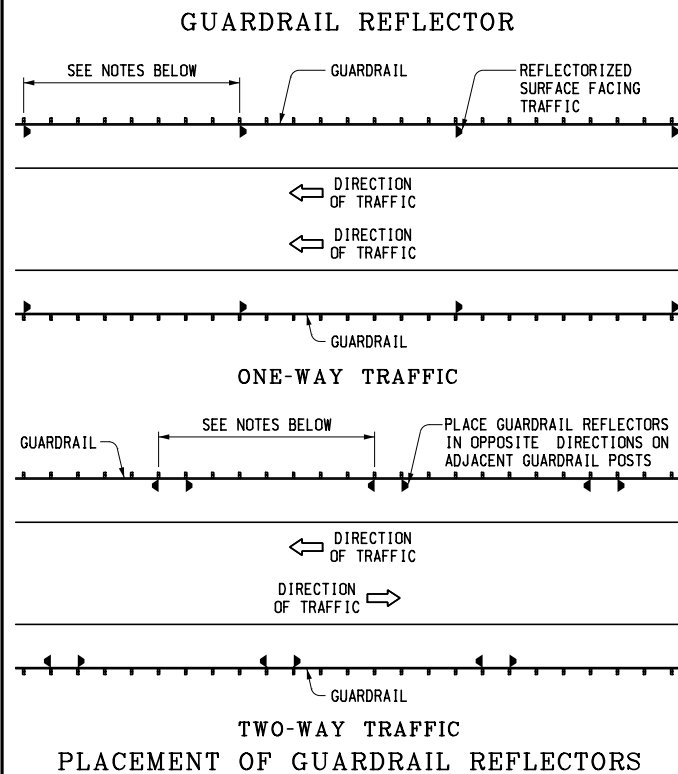 GUARDRAIL REFLECTOR
SEE NOTES BELOW
GUARDRAIL
REFLECTORIZED
SURFACE FACING
TRAFFIC
DIRECTION
OF TRAFFIC
DIRECTION
OF TRAFFIC
GUARDRAIL
ONE-WAY TRAFFIC
GUARDRAIL
SEE NOTES BELOW
PLACE GUARDRAIL REFLECTORS
IN OPPOSITE DIRECTIONS ON
ADJACENT GUARDRAIL POSTS
DIRECTION
OF TRAFFIC
DIRECTION
OF TRAFFIC
GUARDRAIL
TWO-WAY TRAFFIC
PLACEMENT OF GUARDRAIL REFLECTORS